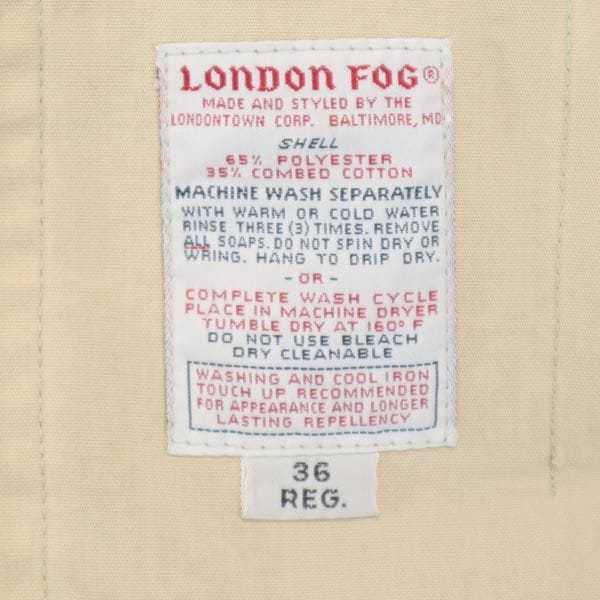 LONDON FOG®
MADE AND STYLED BY THE
LONDONTOWN CORP. BALTIMORE, MD.
SHELL
65% POLYESTER
35% COMBED COTTON
MACHINE WASH SEPARATELY
WITH WARM OR COLD WATER
RINSE THREE (3) TIMES. REMOVE
ALL SOAPS. DO NOT SPIN DRY OR
WRING. HANG TO DRIP DRY.
- OR -
COMPLETE WASH CYCLE
PLACE IN MACHINE DRYER
TUMBLE DRY AT 160° F
DO NOT USE BLEACH
DRY CLEANABLE
WASHING AND COOL IRON
TOUCH UP RECOMMENDED
FOR APPEARANCE AND LONGER
LASTING REPELLENCY
36
REG.